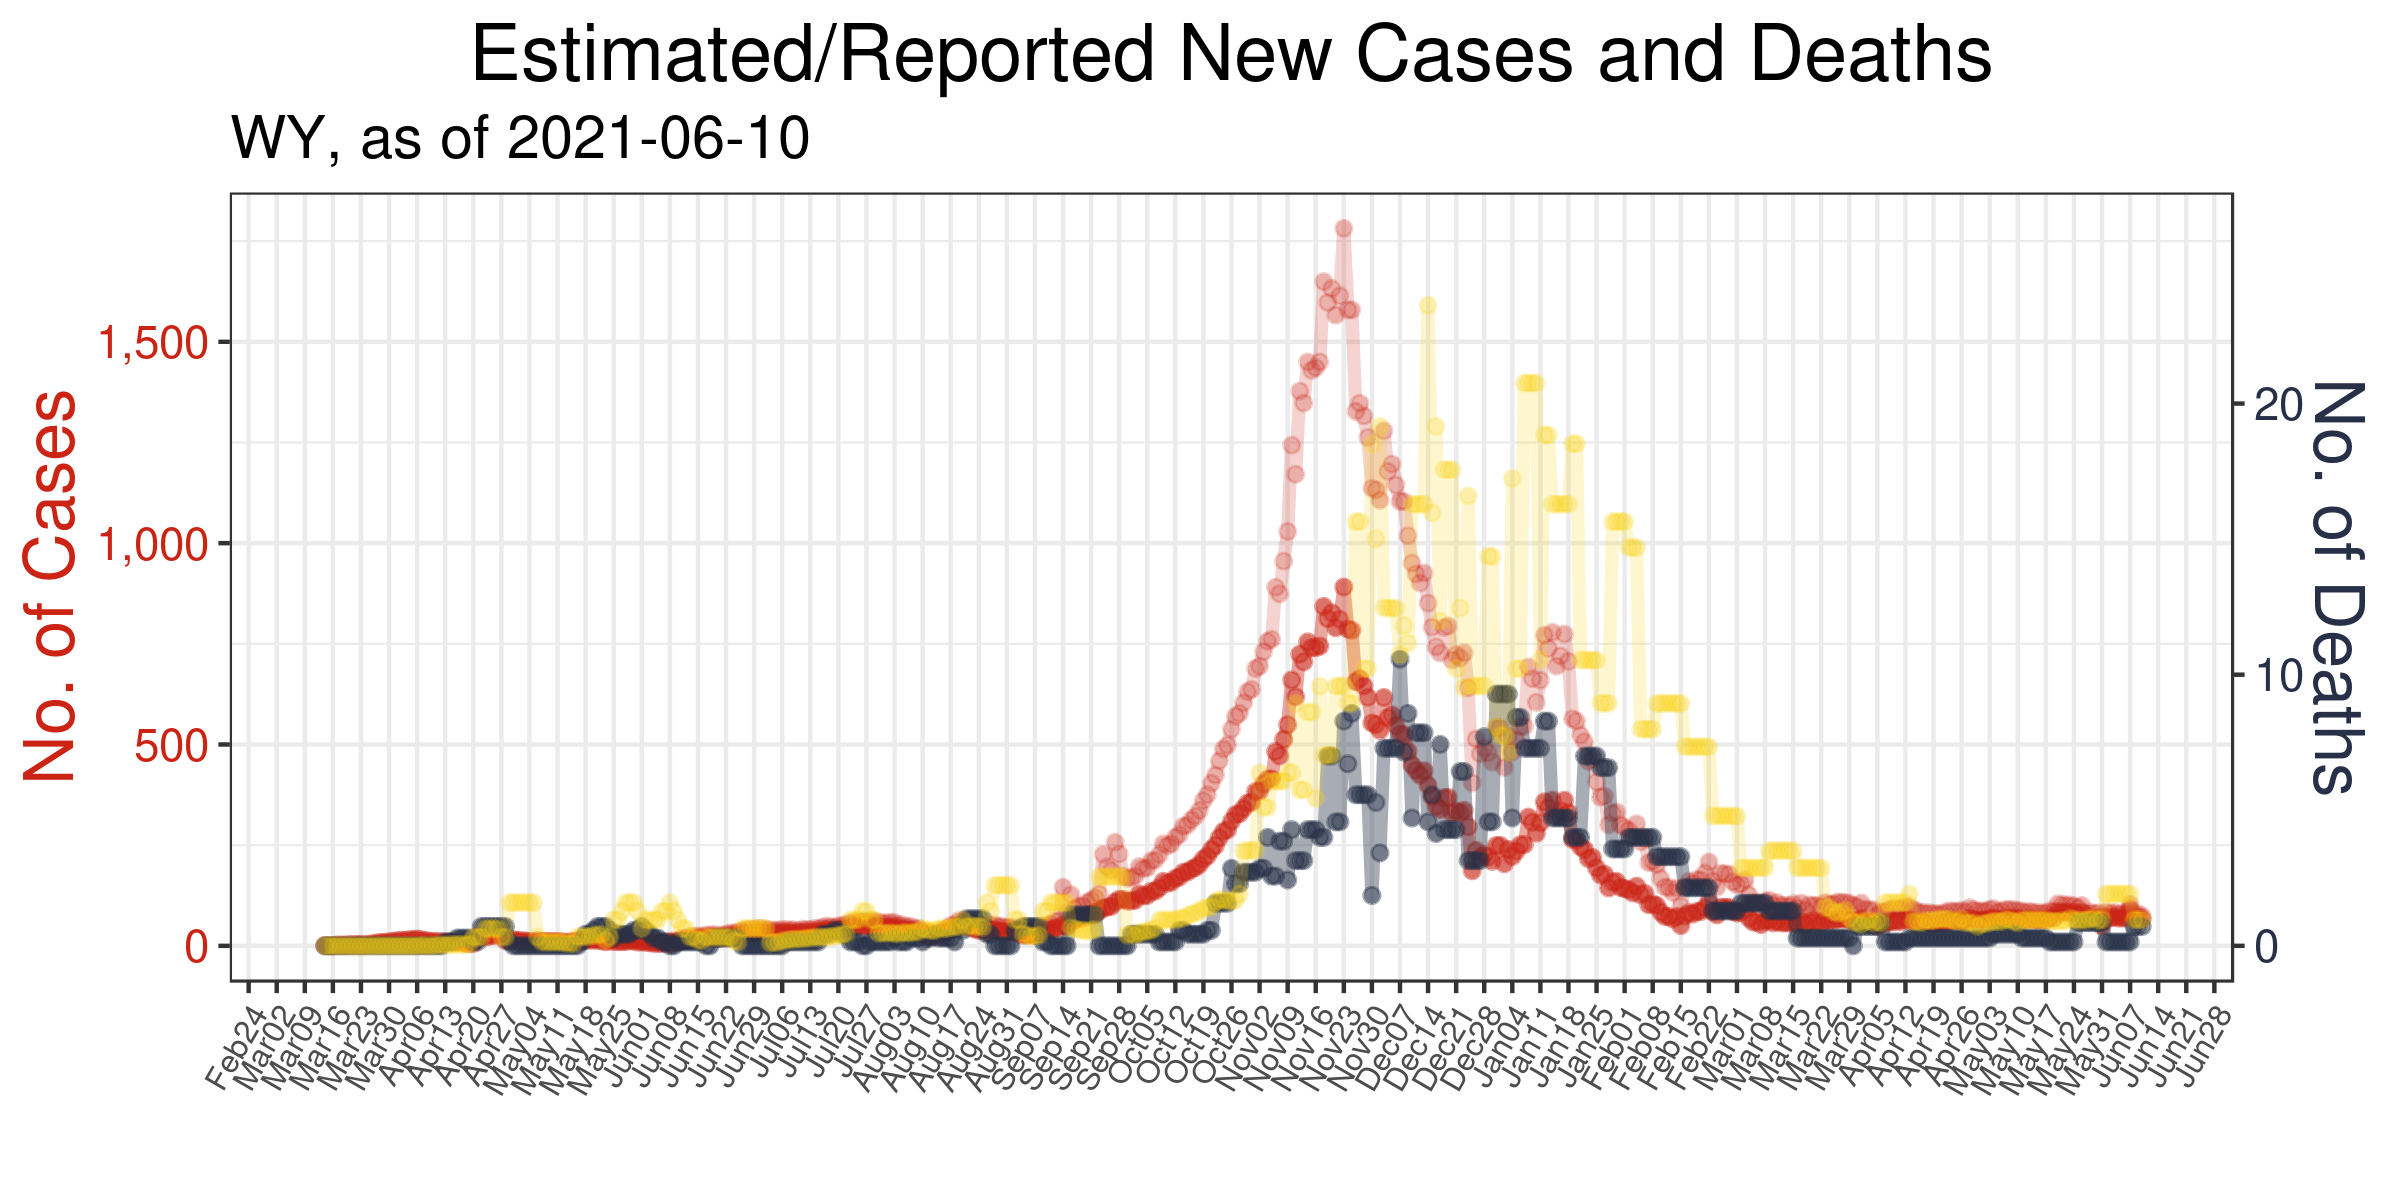 Estimated/Reported New Cases and Deaths
WY, as of 2021-06-10
No. of Cases
1,500
1,000
500
0
20
10
0
No. of Deaths
Feb24
Mar02
Mar09
Mar16
Mar23
Mar30
Apr06
Apr13
Apr20
Apr27
May04
May11
May18
May25
Jun01
Jun08
Jun15
Jun22
Jun29
Jul06
Jul13
Jul20
Jul27
Aug03
Aug10
Aug17
Aug24
Aug31
Sep07
Sep14
Sep21
Sep28
Oct05
Oct12
Oct19
Oct26
Nov02
Nov09
Nov16
Nov23
Nov30
Dec07
Dec14
Dec21
Dec28
Jan04
Jan11
Jan18
Jan25
Feb01
Feb08
Feb15
Feb22
Mar01
Mar08
Mar15
Mar22
Mar29
Apr05
Apr12
Apr19
Apr26
May03
May10
May17
May24
May31
Jun07
Jun14
Jun21
Jun28